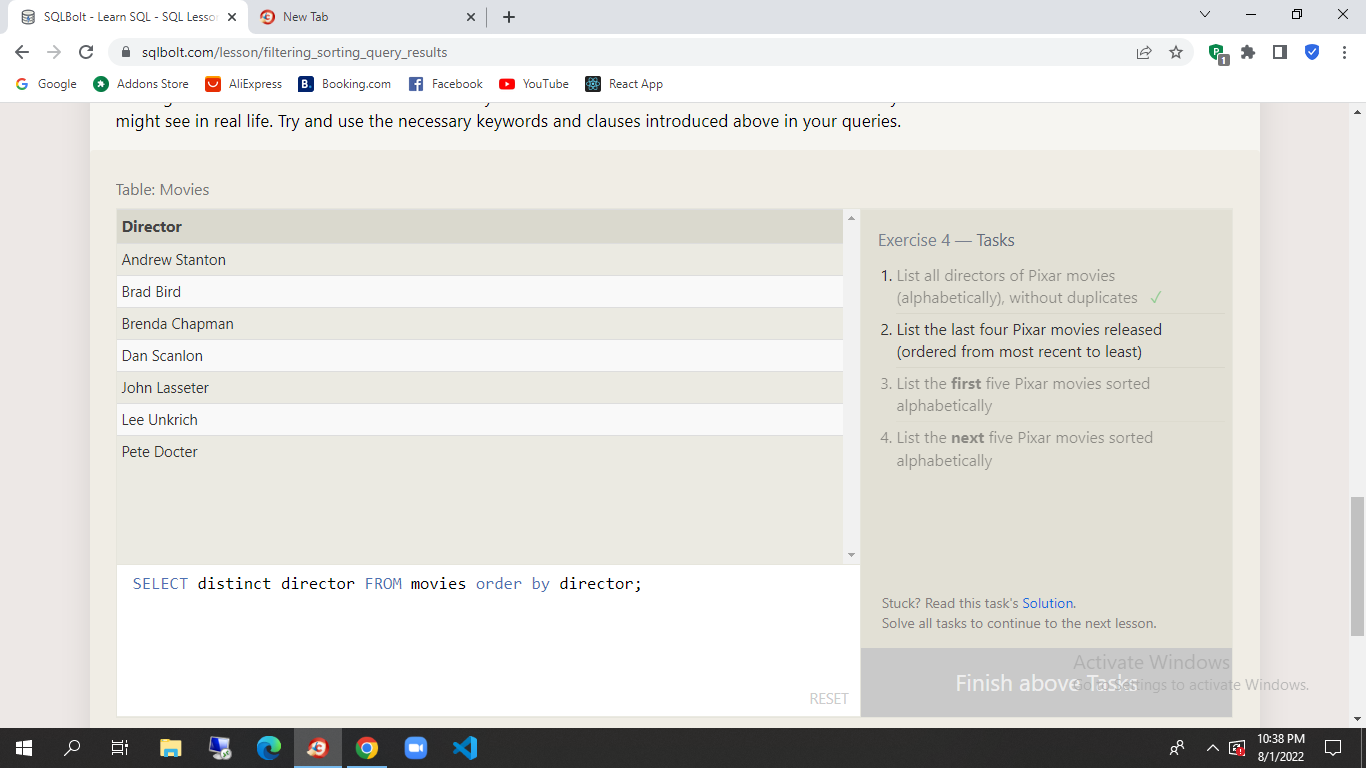 SQLBolt - Learn SQL - SQL Lesson
New Tab
sqlbolt.com/lesson/filtering_sorting_query_results
1
Google
Addons Store
AliExpress
B.
Booking.com
Facebook
YouTube
React App
might see in real life. Try and use the necessary keywords and clauses introduced above in your queries.
Table: Movies
Director
Andrew Stanton
Brad Bird
Brenda Chapman
Dan Scanlon
John Lasseter
Lee Unkrich
Pete Docter
SELECT distinct director FROM movies order by director;
RESET
Exercise 4 — Tasks
1. List all directors of Pixar movies
(alphabetically), without duplicates ✓
2. List the last four Pixar movies released
(ordered from most recent to least)
3. List the first five Pixar movies sorted
alphabetically
4. List the next five Pixar movies sorted
alphabetically
Stuck? Read this task's Solution.
Solve all tasks to continue to the next lesson.
Finish above Tasks
Activate Windows
Go to Settings to activate Windows.
10:38 PM
8/1/2022